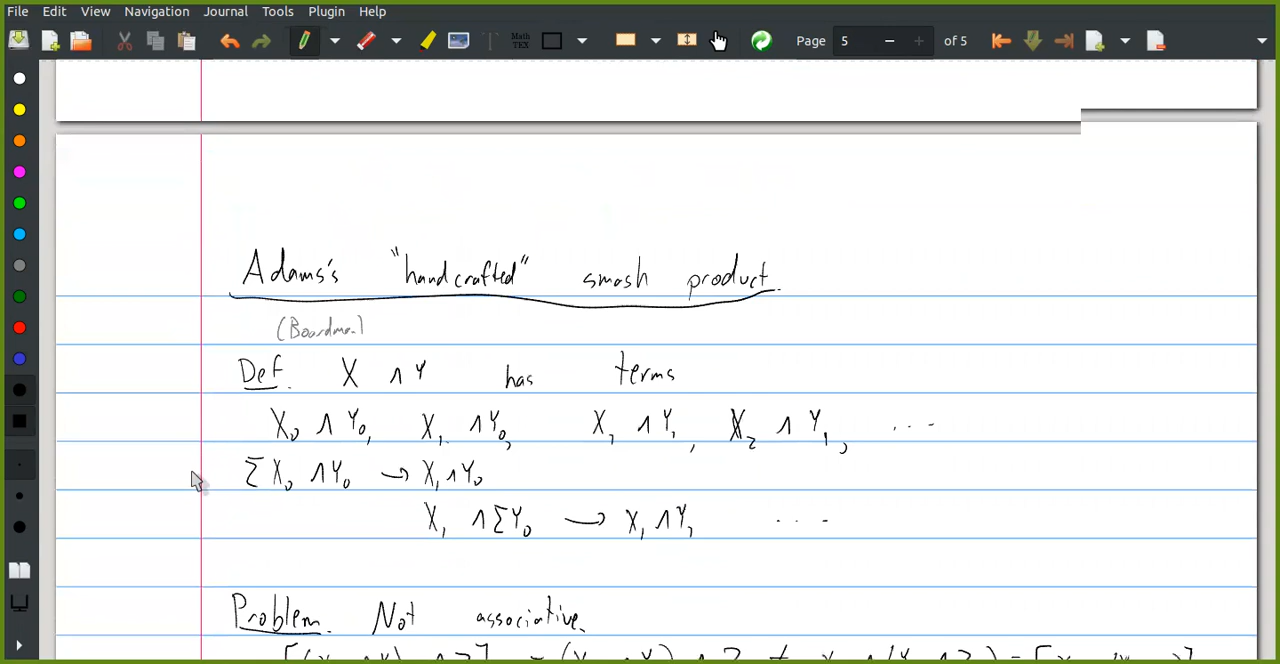 File Edit View Navigation Journal Tools Plugin Help
Math TEX Page 5 of 5
Adams's "handcrafted" smash product.
(Boardman)
Def. X ∧ Y has terms
X₀ ∧ Y₀, X₁ ∧ Y₀, X₁ ∧ Y₁, X₂ ∧ Y₁, ....
ΣX₀ ∧ Y₀ → X₁ ∧ Y₀
X₁ ∧ ΣY₀ → X₁ ∧ Y₁ ....
Problem. Not associative.